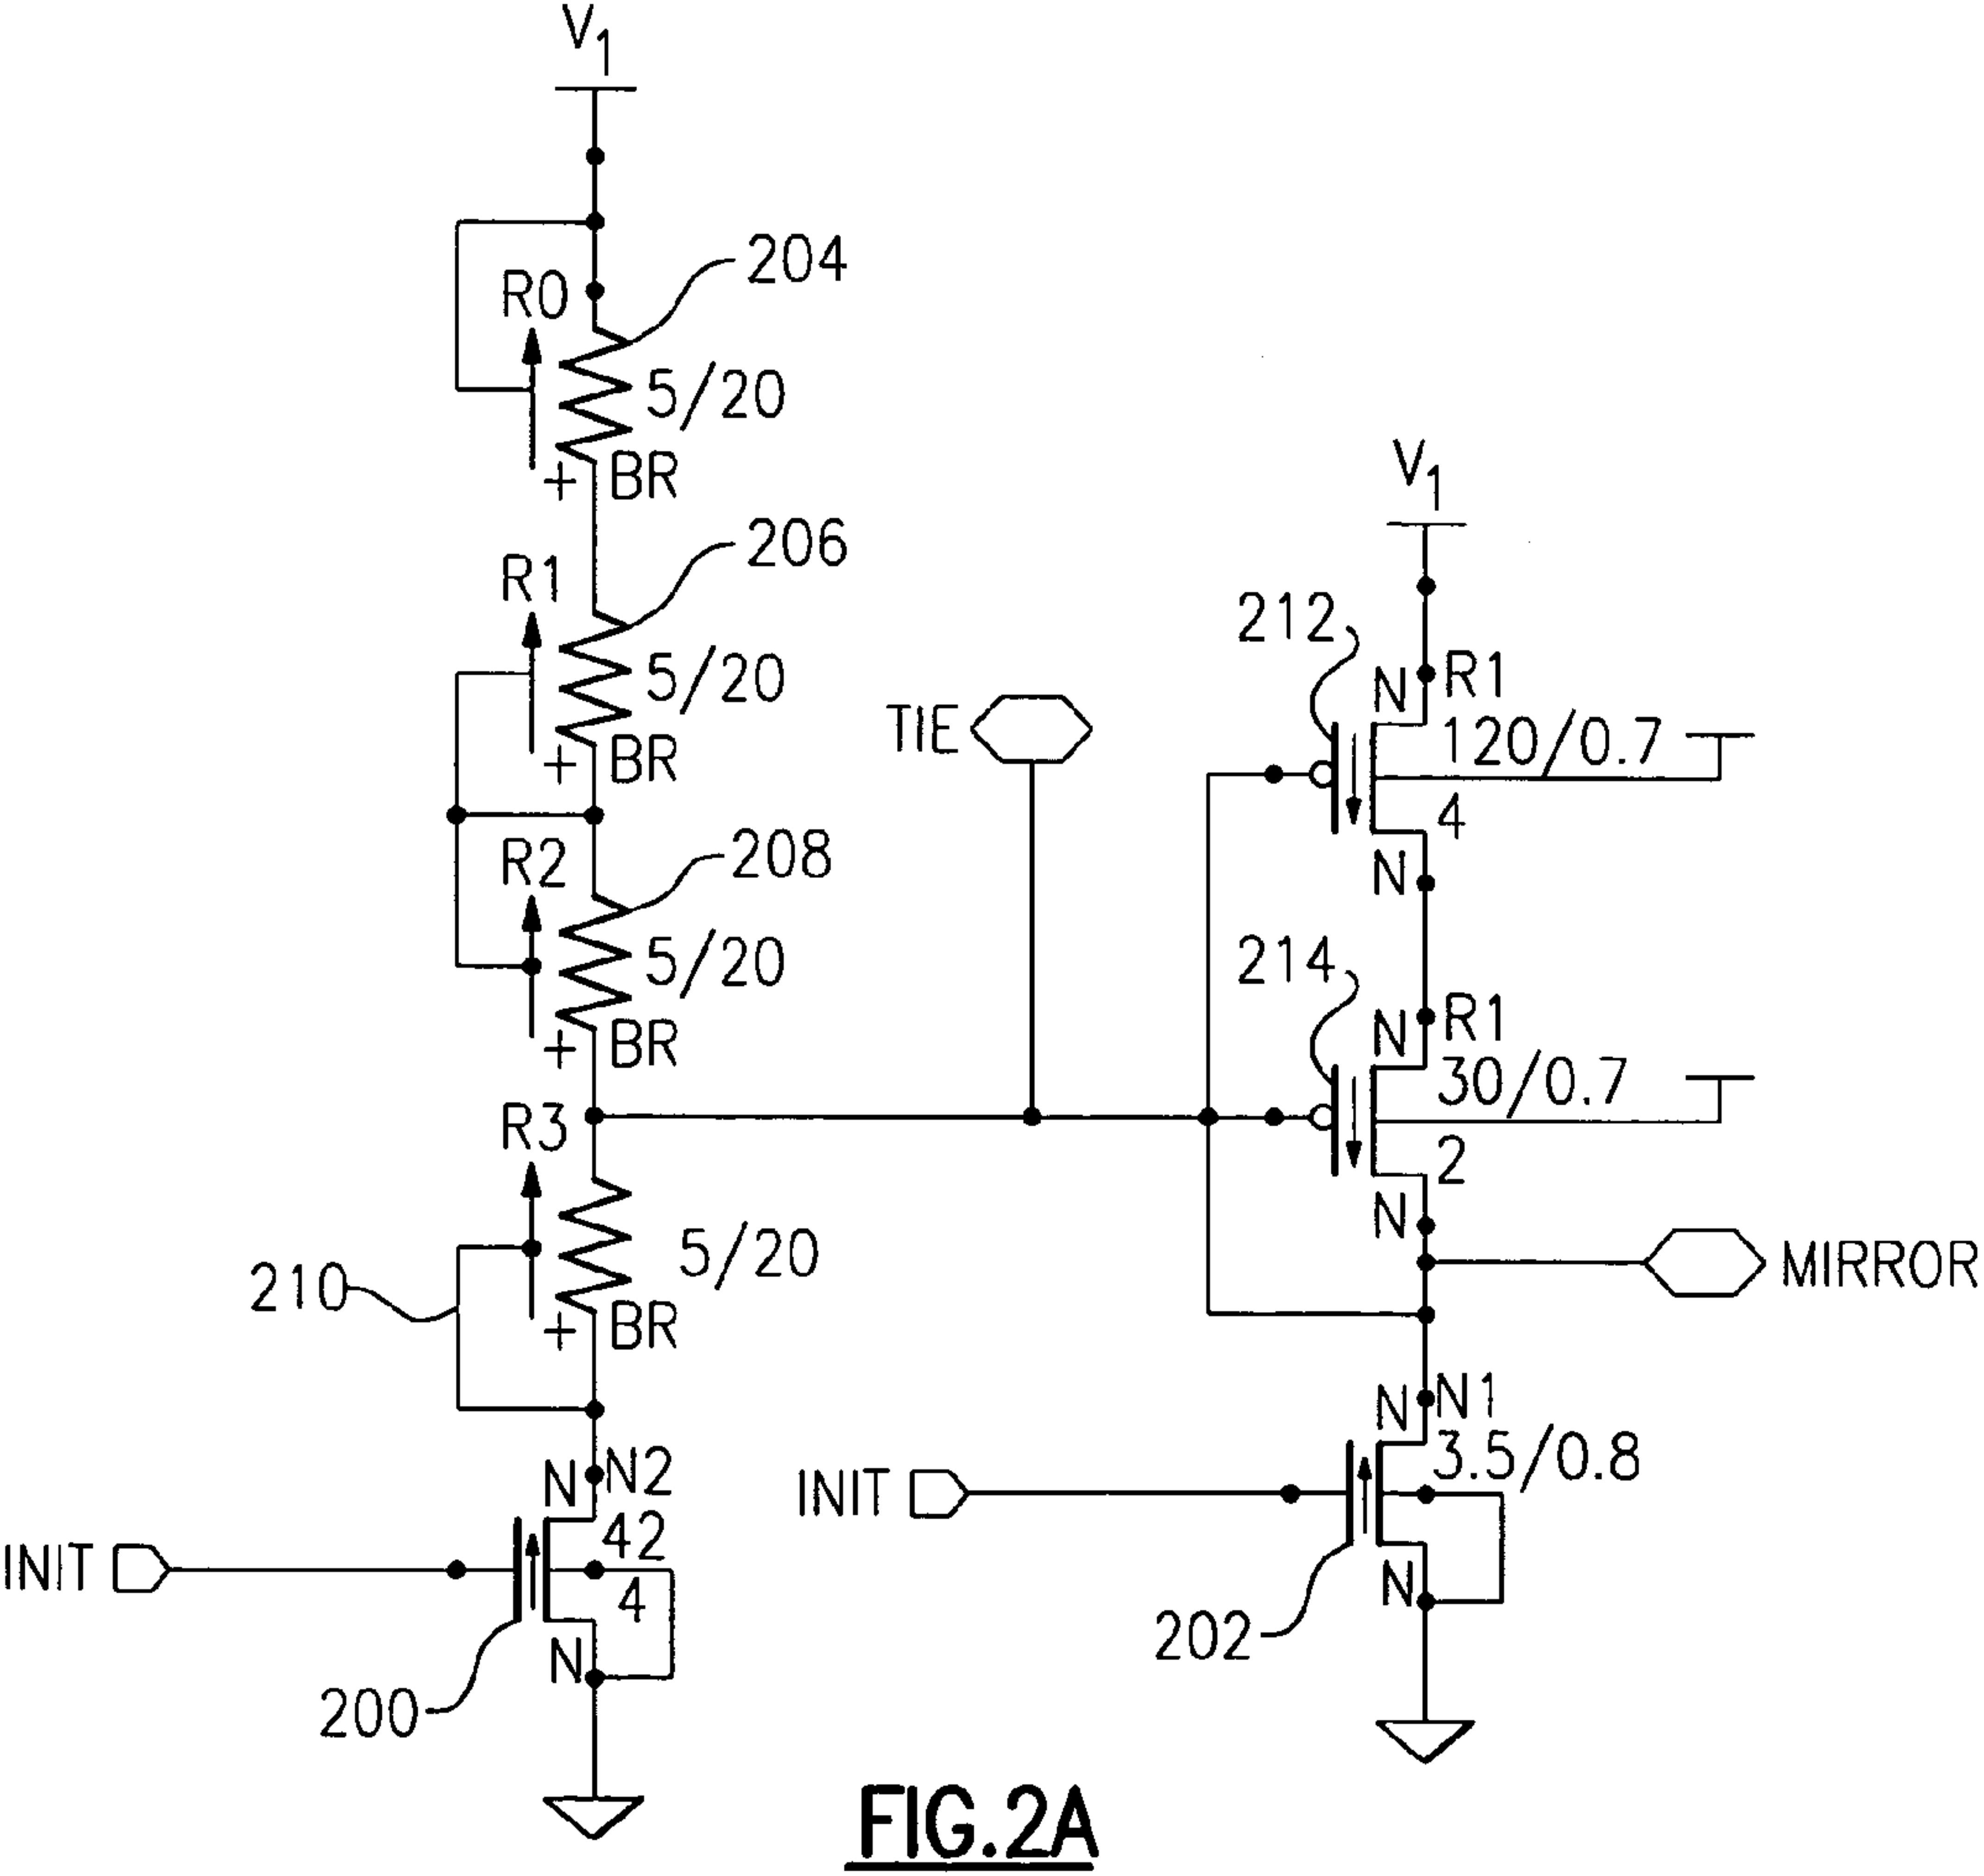 V1
R0
204
5/20
+ BR
R1
206
5/20
+ BR
R2
208
5/20
+ BR
R3
210
5/20
+ BR
N N2
42
4
INIT
N
200
TIE
V1
212
N R1
120/0.7
4
N
214
N R1
30/0.7
2
N
MIRROR
N N1
3.5/0.8
INIT
N
202
FIG.2A